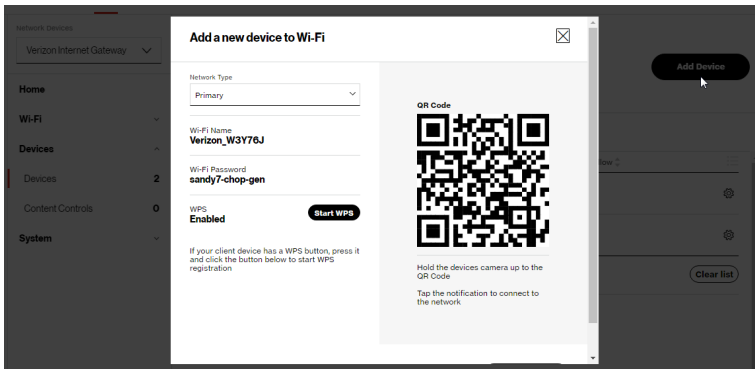 Network Devices
Verizon Internet Gateway
Home
Wi-Fi
Devices
Devices 2
Content Controls 0
System
Add a new device to Wi-Fi
Network Type
Primary
Wi-Fi Name
Verizon_W3Y76J
Wi-Fi Password
sandy7-chop-gen
WPS
Enabled
Start WPS
If your client device has a WPS button, press it
and click the button below to start WPS
registration
QR Code
Hold the devices camera up to the
QR Code
Tap the notification to connect to
the network
Add Device
Clear list